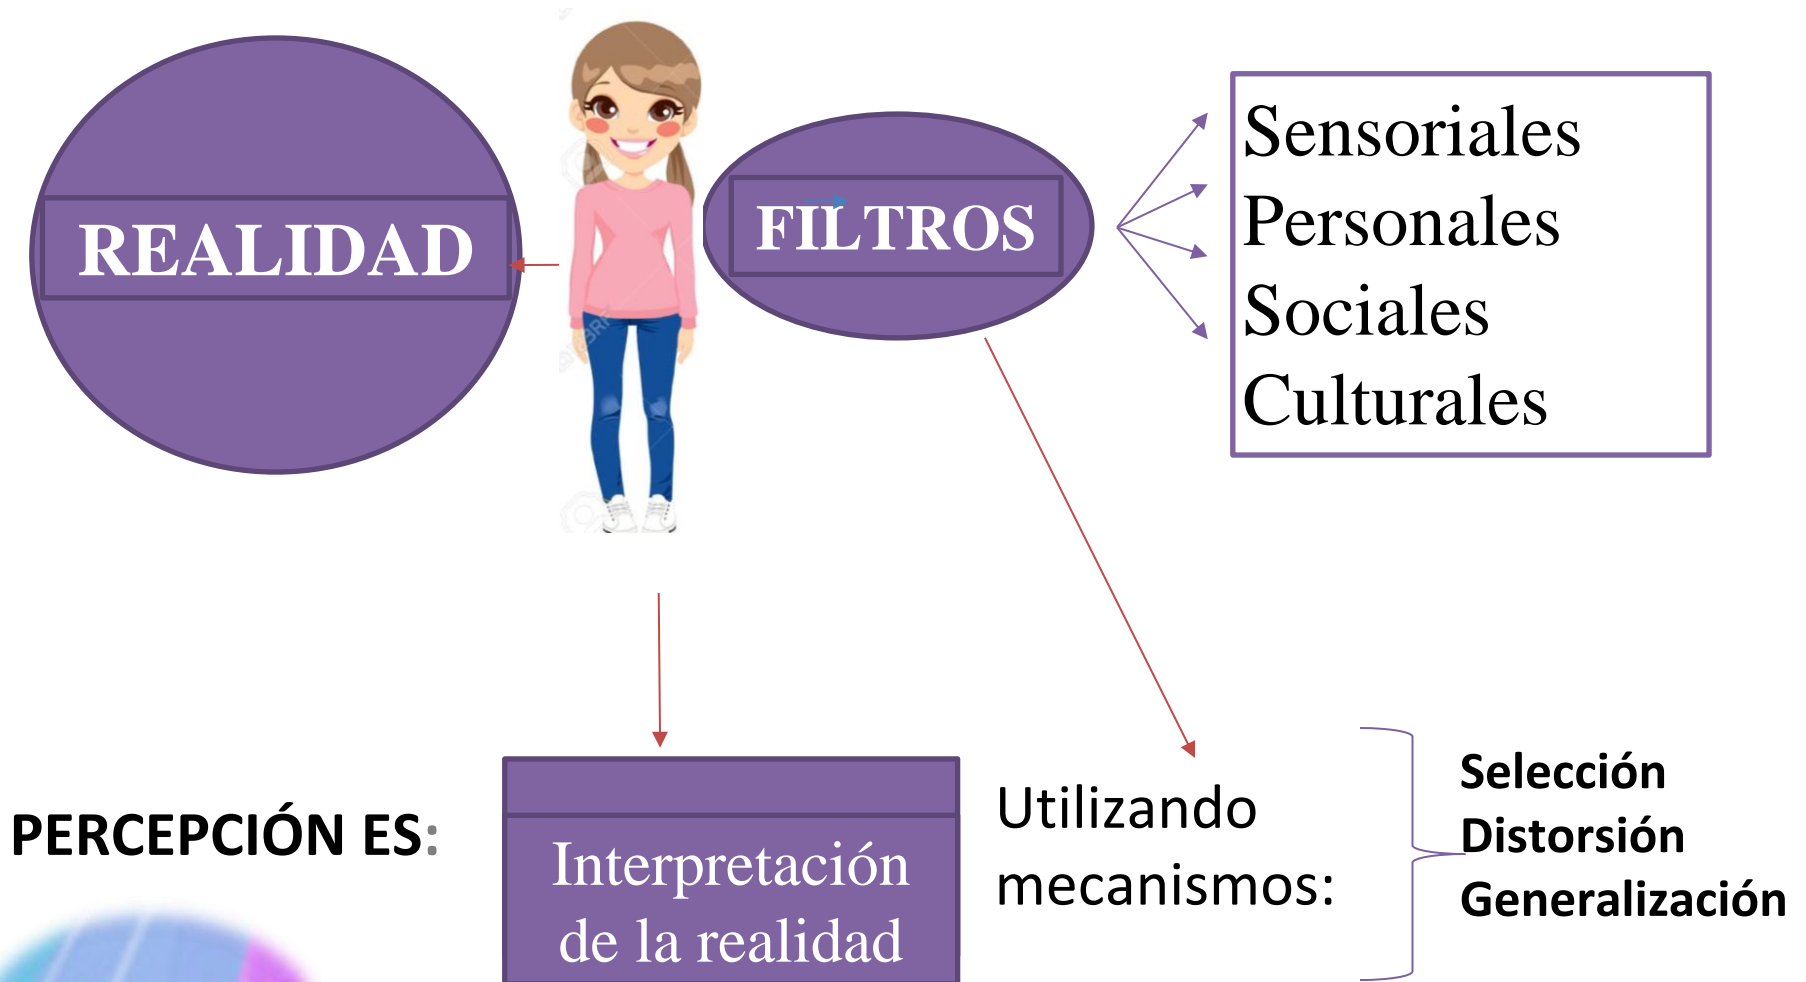 REALIDAD
FILTROS
Sensoriales
Personales
Sociales
Culturales
PERCEPCIÓN ES:
Interpretación
de la realidad
Utilizando
mecanismos:
Selección
Distorsión
Generalización